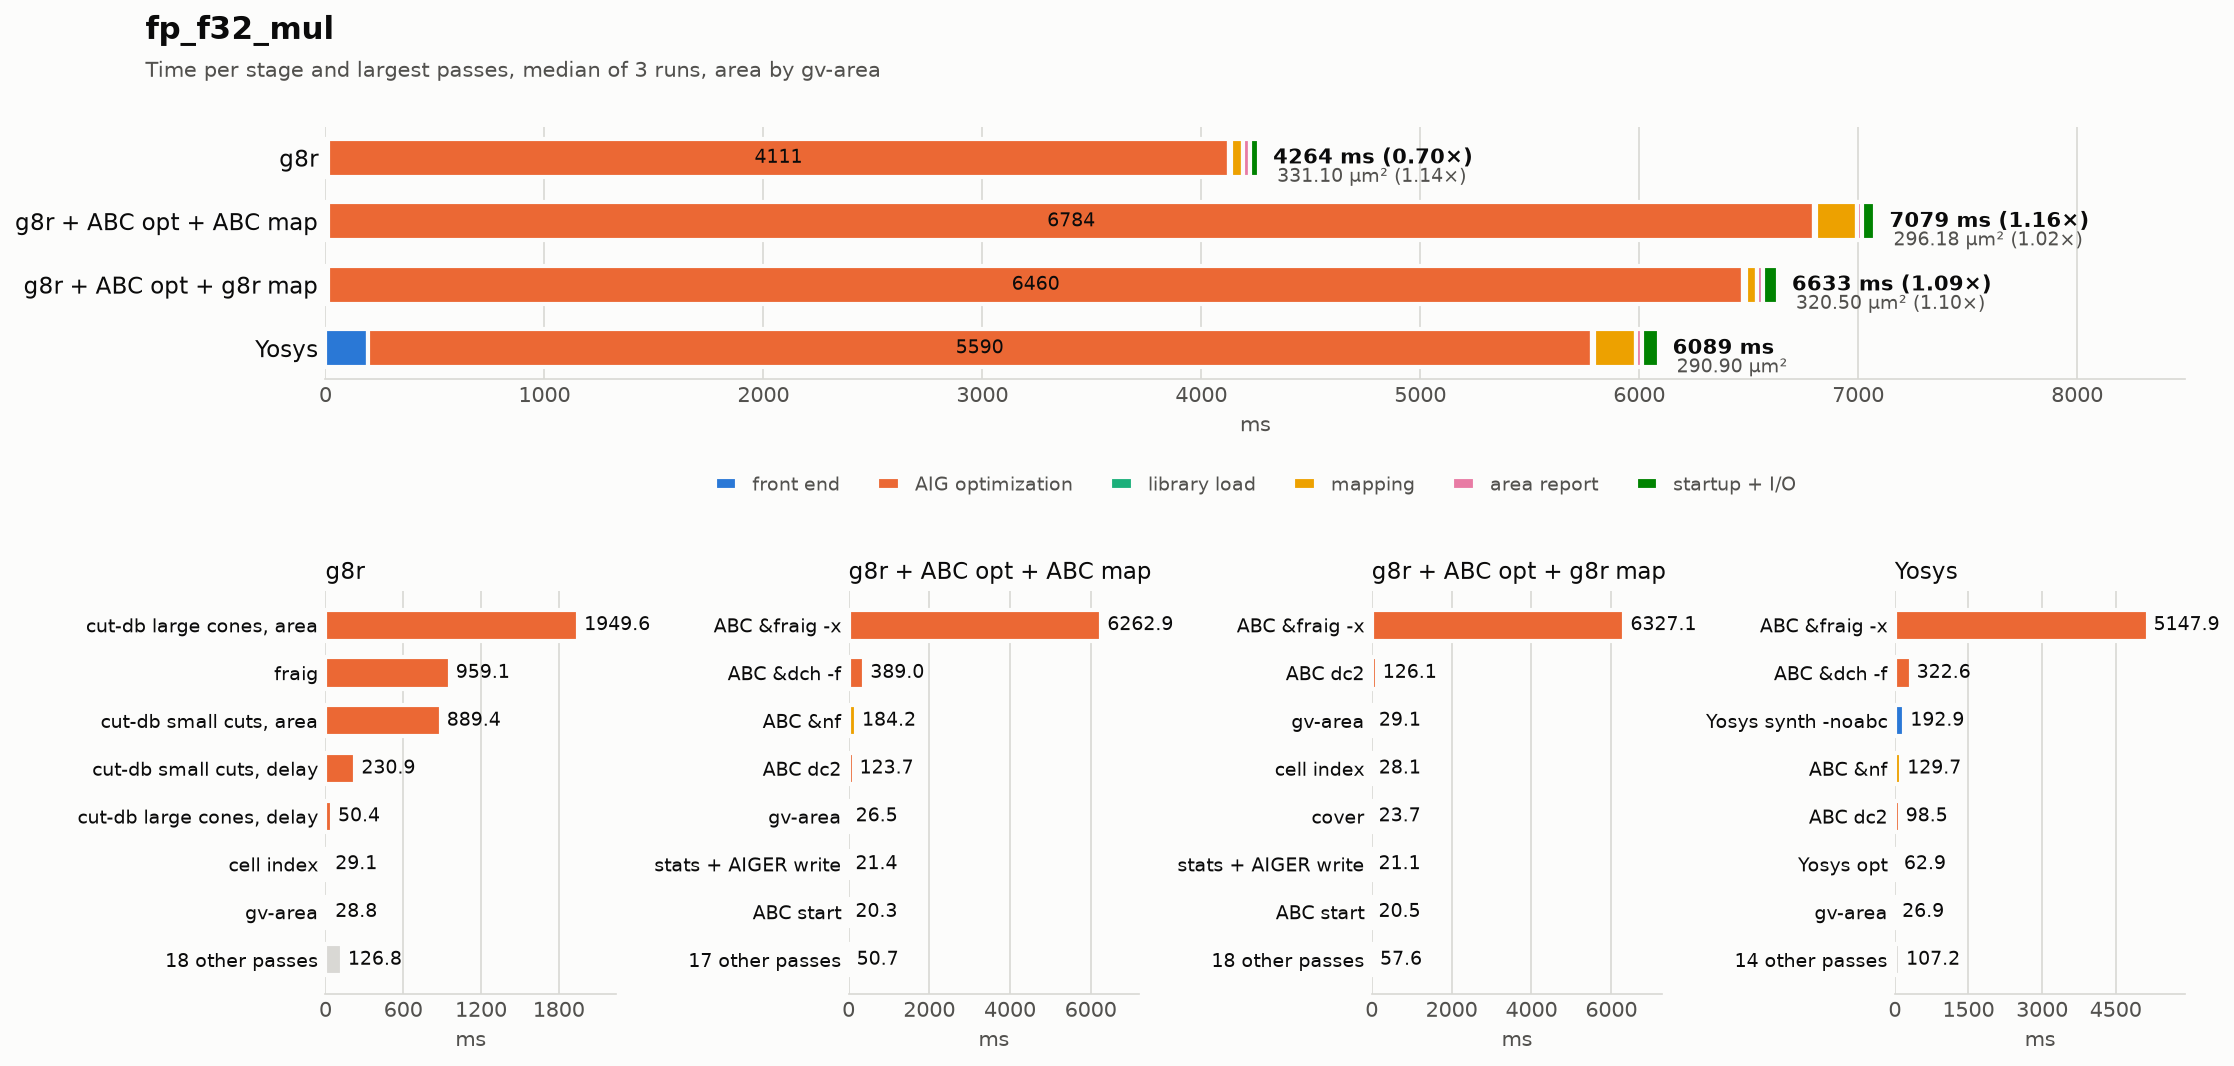 fp_f32_mul
Time per stage and largest passes, median of 3 runs, area by gv-area
g8r
4111
4264 ms (0.70×)
331.10 µm² (1.14×)
g8r + ABC opt + ABC map
6784
7079 ms (1.16×)
296.18 µm² (1.02×)
g8r + ABC opt + g8r map
6460
6633 ms (1.09×)
320.50 µm² (1.10×)
Yosys
5590
6089 ms
290.90 µm²
0 1000 2000 3000 4000 5000 6000 7000 8000
ms
front end AIG optimization library load mapping area report startup + I/O
g8r
cut-db large cones, area 1949.6
fraig 959.1
cut-db small cuts, area 889.4
cut-db small cuts, delay 230.9
cut-db large cones, delay 50.4
cell index 29.1
gv-area 28.8
18 other passes 126.8
0 600 1200 1800
ms
g8r + ABC opt + ABC map
ABC &fraig -x 6262.9
ABC &dch -f 389.0
ABC &nf 184.2
ABC dc2 123.7
gv-area 26.5
stats + AIGER write 21.4
ABC start 20.3
17 other passes 50.7
0 2000 4000 6000
ms
g8r + ABC opt + g8r map
ABC &fraig -x 6327.1
ABC dc2 126.1
gv-area 29.1
cell index 28.1
cover 23.7
stats + AIGER write 21.1
ABC start 20.5
18 other passes 57.6
0 2000 4000 6000
ms
Yosys
ABC &fraig -x 5147.9
ABC &dch -f 322.6
Yosys synth -noabc 192.9
ABC &nf 129.7
ABC dc2 98.5
Yosys opt 62.9
gv-area 26.9
14 other passes 107.2
0 1500 3000 4500
ms